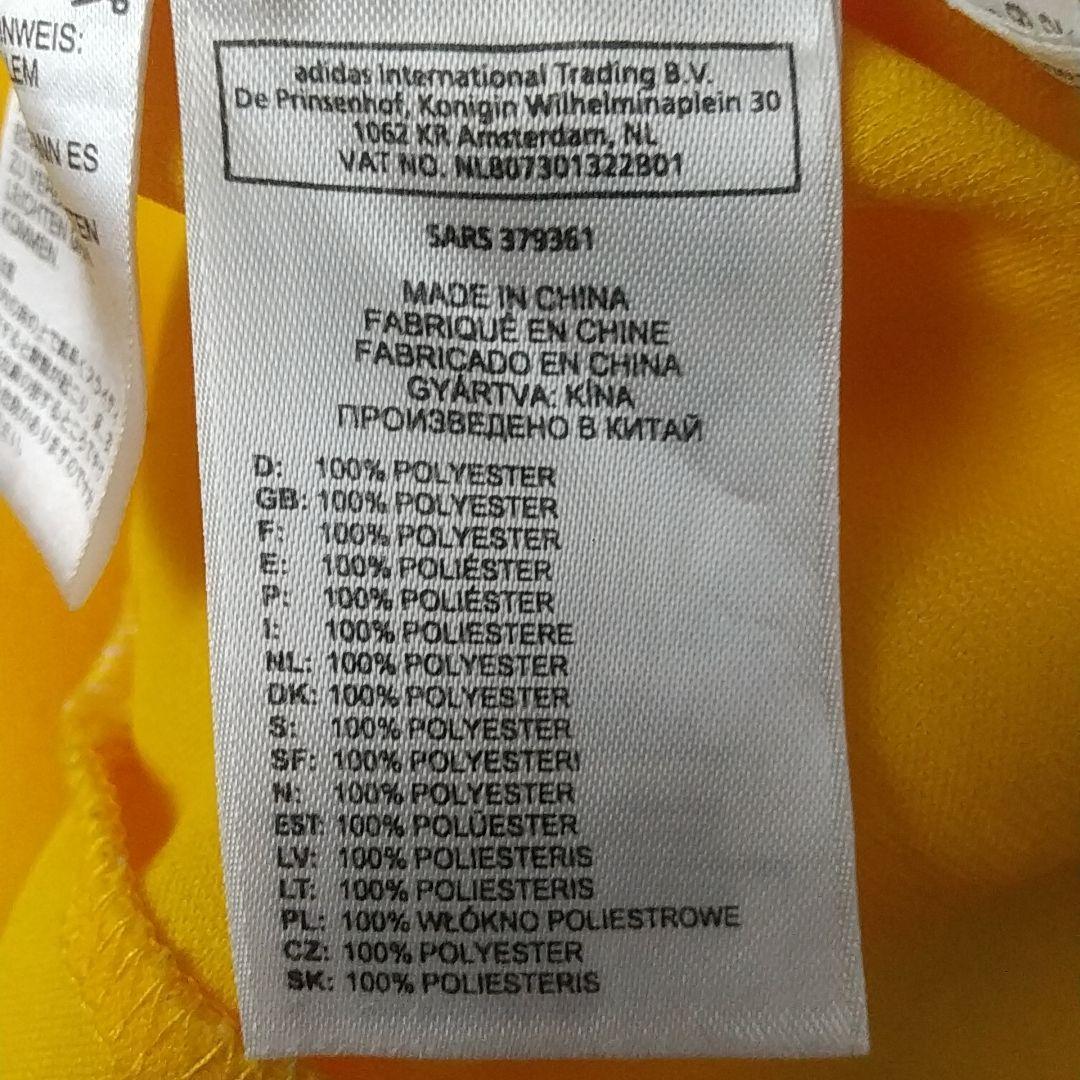 adidas International Trading B.V.
De Prinsenhof, Konigin Wilhelminaplein 30
1062 KR Amsterdam, NL
VAT NO. NL807301322B01
SARS 379361
MADE IN CHINA
FABRIQUÉ EN CHINE
FABRICADO EN CHINA
GYÁRTVA: KÍNA
ПРОИЗВЕДЕНО В КИТАЙ
D: 100% POLYESTER
GB: 100% POLYESTER
F: 100% POLYESTER
E: 100% POLIÉSTER
P: 100% POLIÉSTER
I: 100% POLIESTERE
NL: 100% POLYESTER
DK: 100% POLYESTER
S: 100% POLYESTER
SF: 100% POLYESTERI
N: 100% POLYESTER
EST: 100% POLÜESTER
LV: 100% POLIESTERIS
LT: 100% POLIESTERIS
PL: 100% WŁÓKNO POLIESTROWE
CZ: 100% POLYESTER
SK: 100% POLIESTERIS
ES